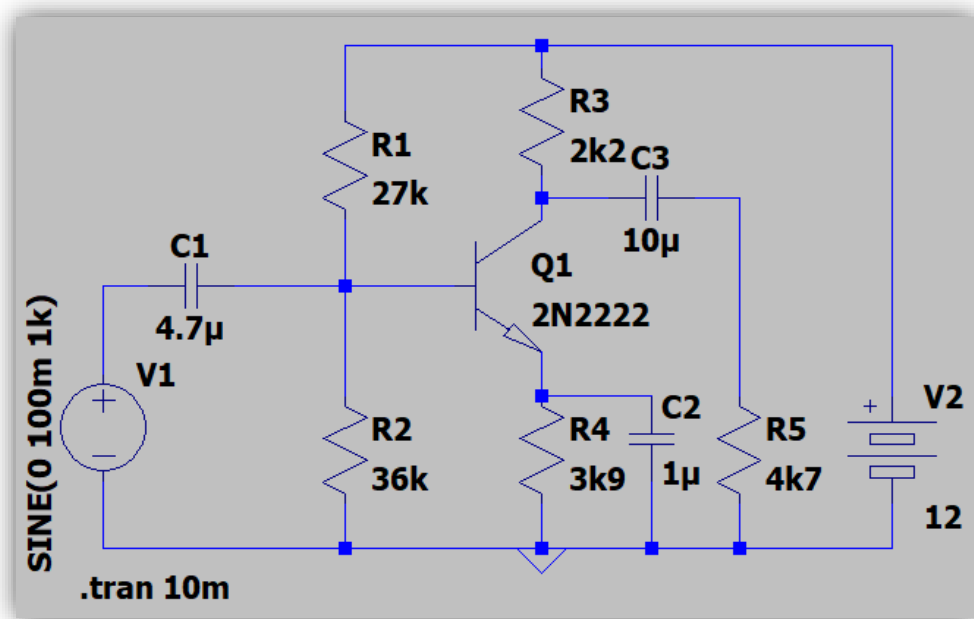 R3
2k2
C3
10µ
R1
27k
C1
4.7µ
Q1
2N2222
V1
SINE(0 100m 1k)
R2
36k
R4
3k9
C2
1µ
R5
4k7
V2
12
.tran 10m